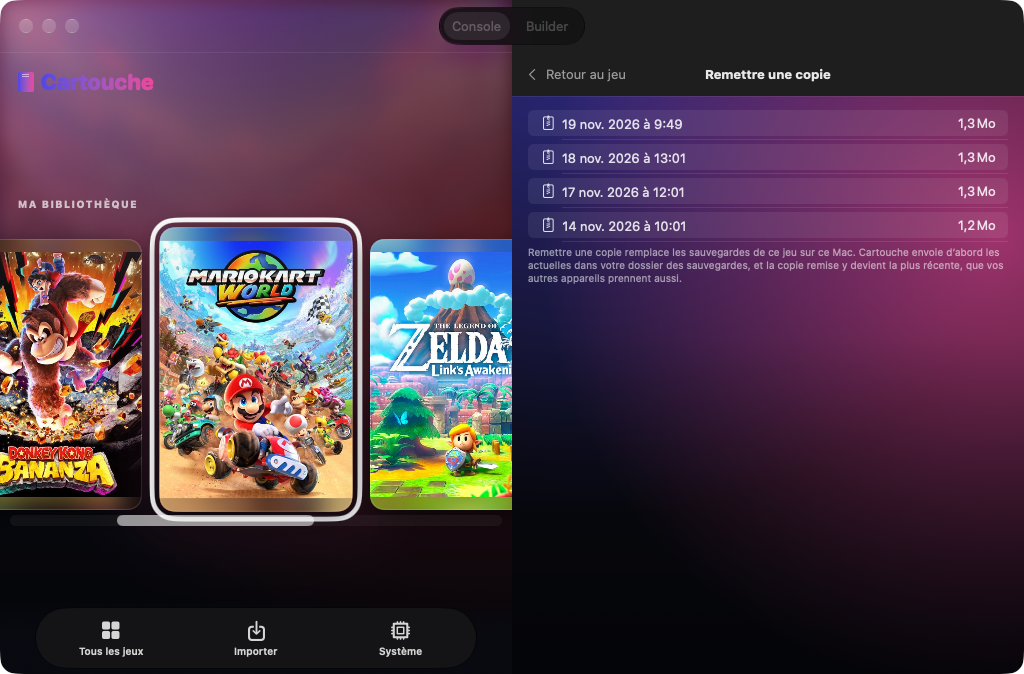 Console
Builder
Cartouche
Retour au jeu
Remettre une copie
19 nov. 2026 à 9:49
1,3 Mo
18 nov. 2026 à 13:01
1,3 Mo
17 nov. 2026 à 12:01
1,3 Mo
14 nov. 2026 à 10:01
1,2 Mo
Remettre une copie remplace les sauvegardes de ce jeu sur ce Mac. Cartouche envoie d’abord les
actuelles dans votre dossier des sauvegardes, et la copie remise y devient la plus récente, que vos
autres appareils prennent aussi.
MA BIBLIOTHÈQUE
DONKEY KONG
BANANZA
MARIOKART
WORLD
THE LEGEND OF
ZELDA
Link's Awakeni
Tous les jeux
Importer
Système